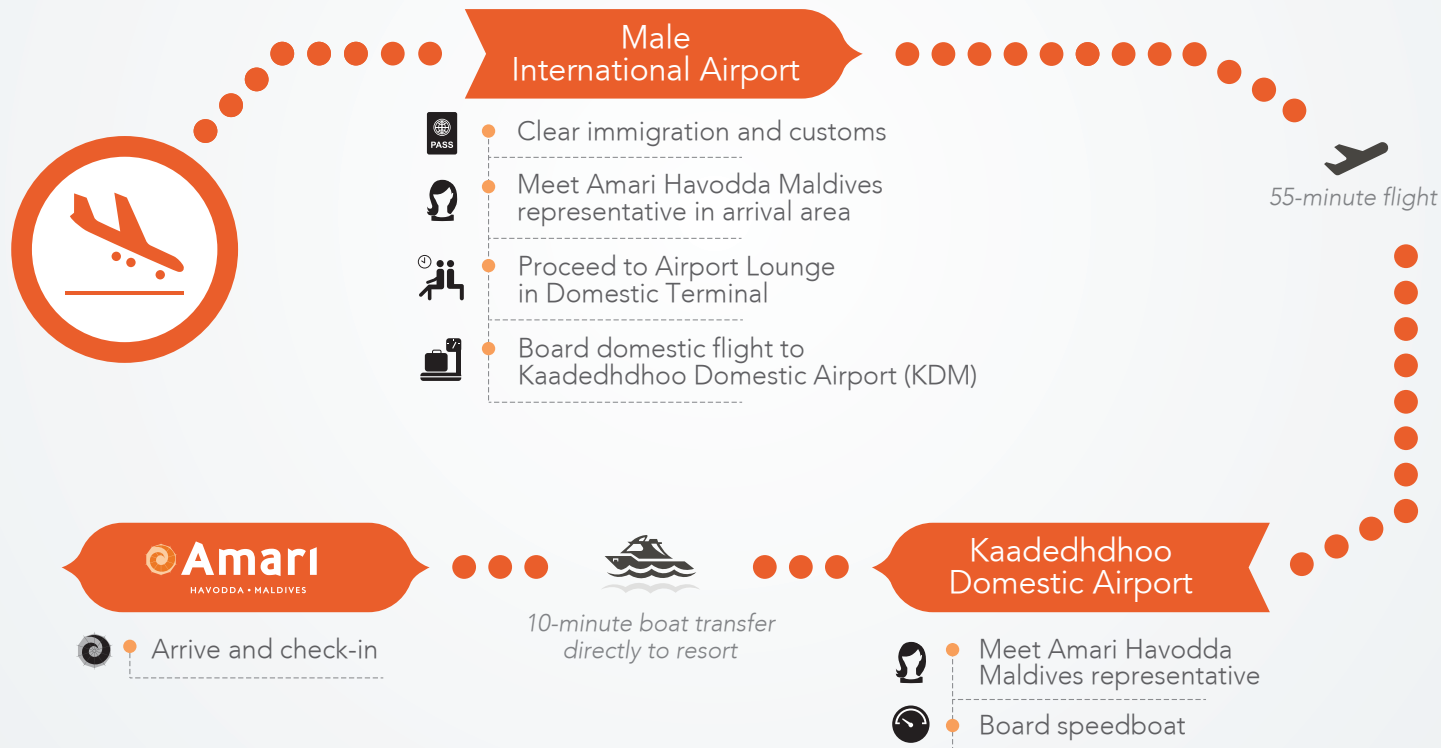 Male
International Airport
PASS
Clear immigration and customs
Meet Amari Havodda Maldives
representative in arrival area
Proceed to Airport Lounge
in Domestic Terminal
Board domestic flight to
Kaadedhdhoo Domestic Airport (KDM)
55-minute flight
Kaadedhdhoo
Domestic Airport
Meet Amari Havodda
Maldives representative
Board speedboat
10-minute boat transfer
directly to resort
Amari
HAVODDA • MALDIVES
Arrive and check-in